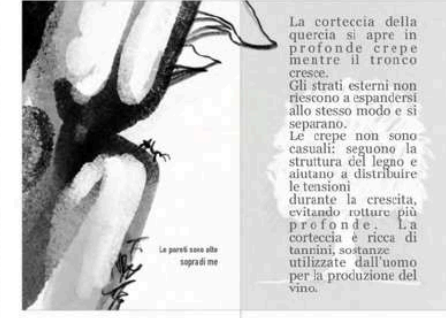 Le pareti sono alte
sopra di me
La corteccia della
quercia si apre in
profonde crepe
mentre il tronco
cresce.
Gli strati esterni non
riescono a espandersi
allo stesso modo e si
separano.
Le crepe non sono
casuali: seguono la
struttura del legno e
aiutano a distribuire
le tensioni
durante la crescita,
evitando rotture più
profonde. La
corteccia è ricca di
tannini, sostanze
utilizzate dall'uomo
per la produzione del
vino.